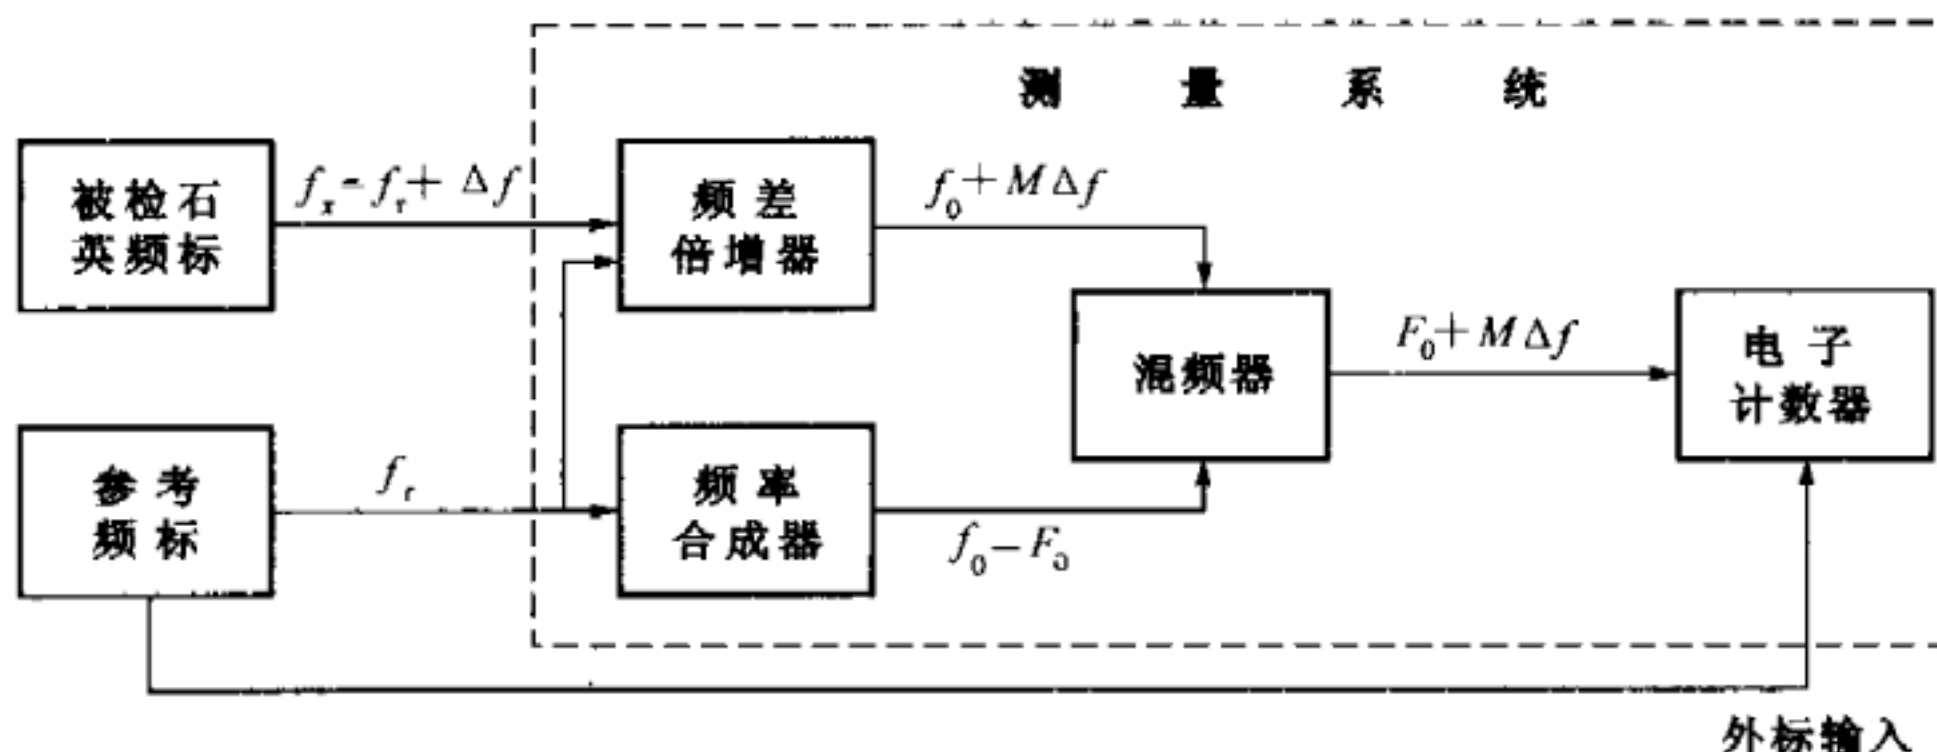 测量系统
被检石
英频标
f_x = f_r + Δf
频差
倍增器
f_0 + MΔf
混频器
F_0 + MΔf
电子
计数器
参考
频标
f_r
频率
合成器
f_0 − F_0
外标输入